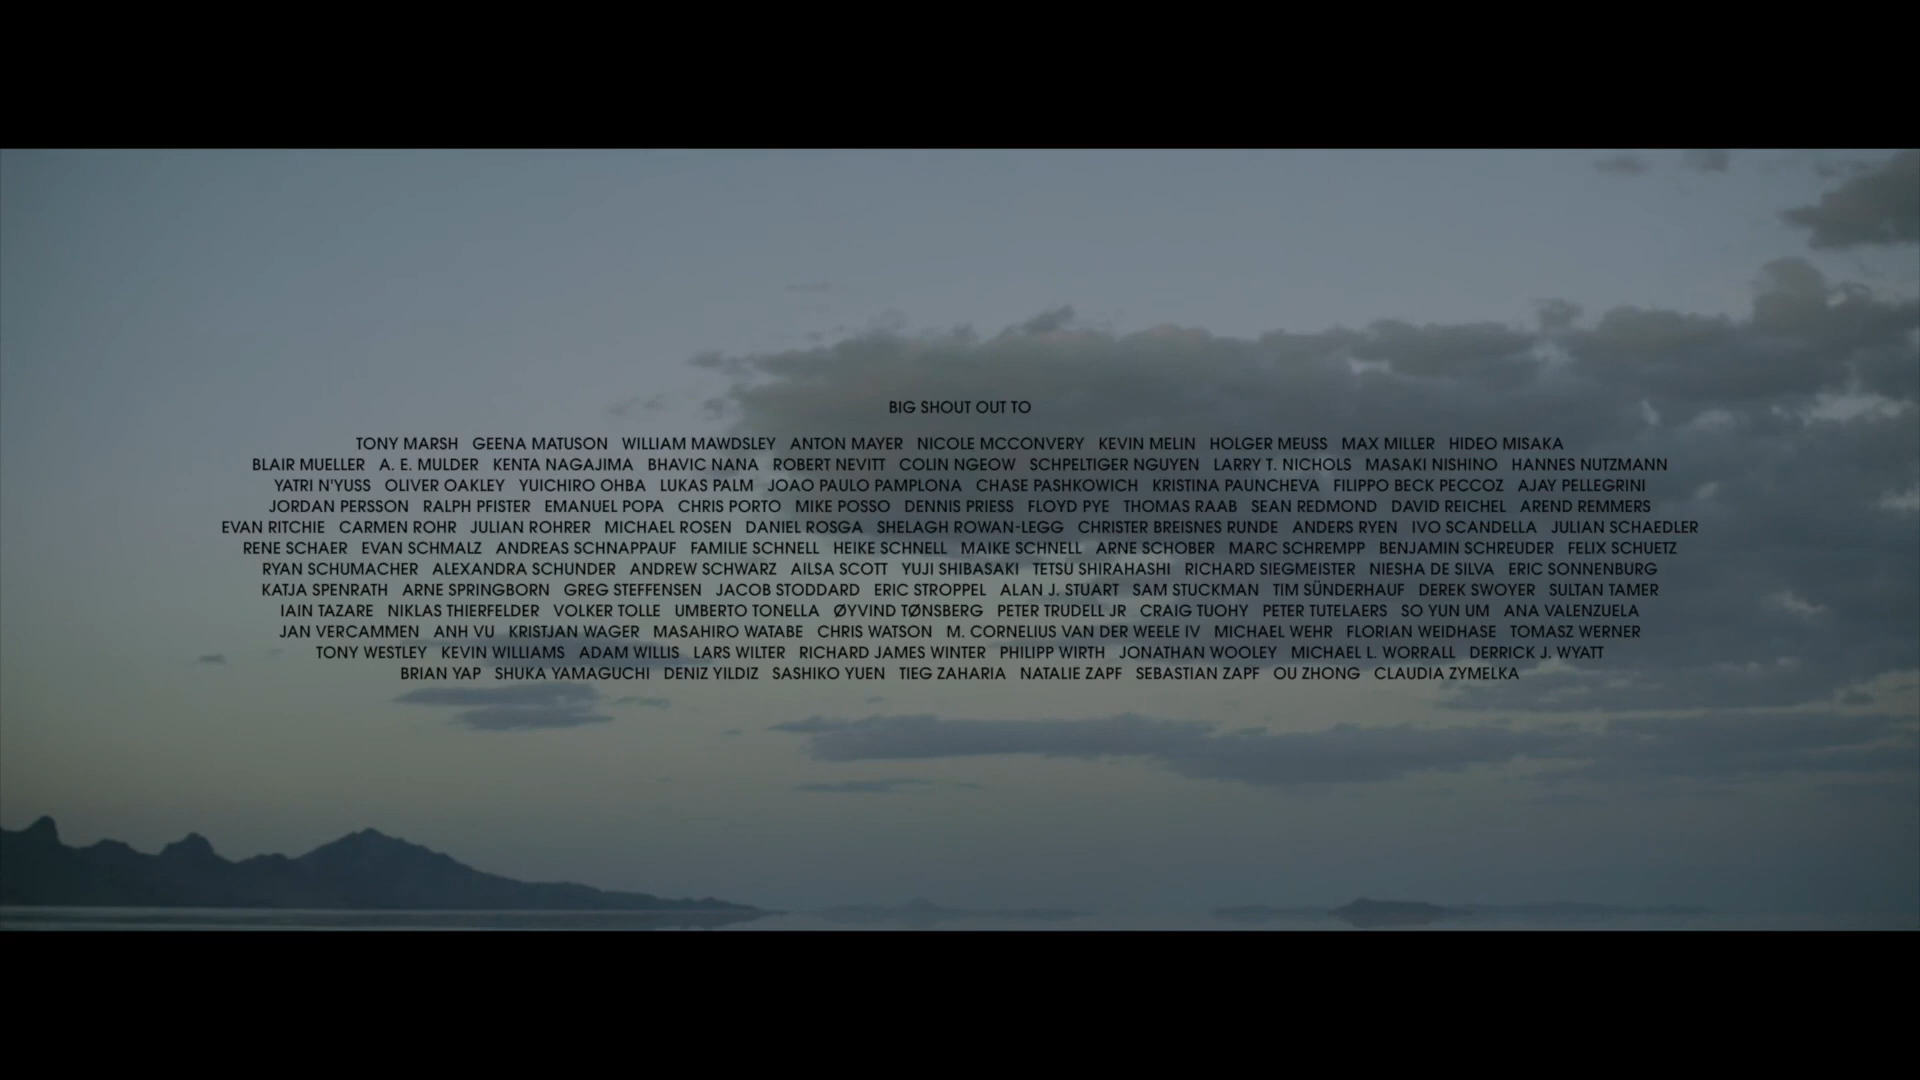 BIG SHOUT OUT TO
TONY MARSH GEENA MATUSON WILLIAM MAWDSLEY ANTON MAYER NICOLE MCCONVERY KEVIN MELIN HOLGER MEUSS MAX MILLER HIDEO MISAKA
BLAIR MUELLER A. E. MULDER KENTA NAGAJIMA BHAVIC NANA ROBERT NEVITT COLIN NGEOW SCHPELTIGER NGUYEN LARRY T. NICHOLS MASAKI NISHINO HANNES NUTZMANN
YATRI N'YUSS OLIVER OAKLEY YUICHIRO OHBA LUKAS PALM JOAO PAULO PAMPLONA CHASE PASHKOWICH KRISTINA PAUNCHEVA FILIPPO BECK PECCOZ AJAY PELLEGRINI
JORDAN PERSSON RALPH PFISTER EMANUEL POPA CHRIS PORTO MIKE POSSO DENNIS PRIESS FLOYD PYE THOMAS RAAB SEAN REDMOND DAVID REICHEL AREND REMMERS
EVAN RITCHIE CARMEN ROHR JULIAN ROHRER MICHAEL ROSEN DANIEL ROSGA SHELAGH ROWAN-LEGG CHRISTER BREISNES RUNDE ANDERS RYEN IVO SCANDELLA JULIAN SCHAEDLER
RENE SCHAER EVAN SCHMALZ ANDREAS SCHNAPPAUF FAMILIE SCHNELL HEIKE SCHNELL MAIKE SCHNELL ARNE SCHOBER MARC SCHREMPP BENJAMIN SCHREUDER FELIX SCHUETZ
RYAN SCHUMACHER ALEXANDRA SCHUNDER ANDREW SCHWARZ AILSA SCOTT YUJI SHIBASAKI TETSU SHIRAHASHI RICHARD SIEGMEISTER NIESHA DE SILVA ERIC SONNENBURG
KATJA SPENRATH ARNE SPRINGBORN GREG STEFFENSEN JACOB STODDARD ERIC STROPPEL ALAN J. STUART SAM STUCKMAN TIM SÜNDERHAUF DEREK SWOYER SULTAN TAMER
IAIN TAZARE NIKLAS THIERFELDER VOLKER TOLLE UMBERTO TONELLA ØYVIND TØNSBERG PETER TRUDELL JR CRAIG TUOHY PETER TUTELAERS SO YUN UM ANA VALENZUELA
JAN VERCAMMEN ANH VU KRISTJAN WAGER MASAHIRO WATABE CHRIS WATSON M. CORNELIUS VAN DER WEELE IV MICHAEL WEHR FLORIAN WEIDHASE TOMASZ WERNER
TONY WESTLEY KEVIN WILLIAMS ADAM WILLIS LARS WILTER RICHARD JAMES WINTER PHILIPP WIRTH JONATHAN WOOLEY MICHAEL L. WORRALL DERRICK J. WYATT
BRIAN YAP SHUKA YAMAGUCHI DENIZ YILDIZ SASHIKO YUEN TIEG ZAHARIA NATALIE ZAPF SEBASTIAN ZAPF OU ZHONG CLAUDIA ZYMELKA